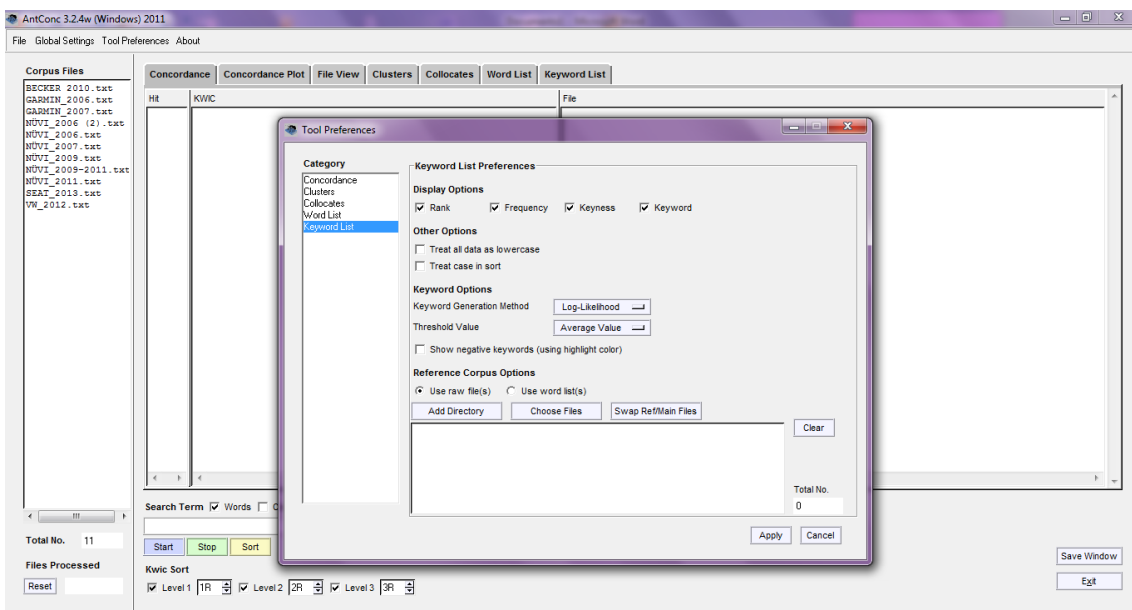 AntConc 3.2.4w (Windows) 2011
File Global Settings Tool Preferences About
Corpus Files
BECKER 2010.txt
GARMIN_2006.txt
GARMIN_2007.txt
NÜVI_2006 (2).txt
NÜVI_2006.txt
NÜVI_2007.txt
NÜVI_2009.txt
NÜVI_2009-2011.txt
NÜVI_2011.txt
SEAT_2013.txt
VW_2012.txt
Total No. 11
Files Processed
Reset
Concordance Concordance Plot File View Clusters Collocates Word List Keyword List
Hit KWIC File
Tool Preferences
Category
Concordance
Clusters
Collocates
Word List
Keyword List
Keyword List Preferences
Display Options
Rank Frequency Keyness Keyword
Other Options
Treat all data as lowercase
Treat case in sort
Keyword Options
Keyword Generation Method Log-Likelihood
Threshold Value Average Value
Show negative keywords (using highlight color)
Reference Corpus Options
Use raw file(s) Use word list(s)
Add Directory Choose Files Swap Ref/Main Files
Clear
Total No.
0
Apply Cancel
Search Term Words
Start Stop Sort
Kwic Sort
Level 1 1R Level 2 2R Level 3 3R
Save Window
Exit